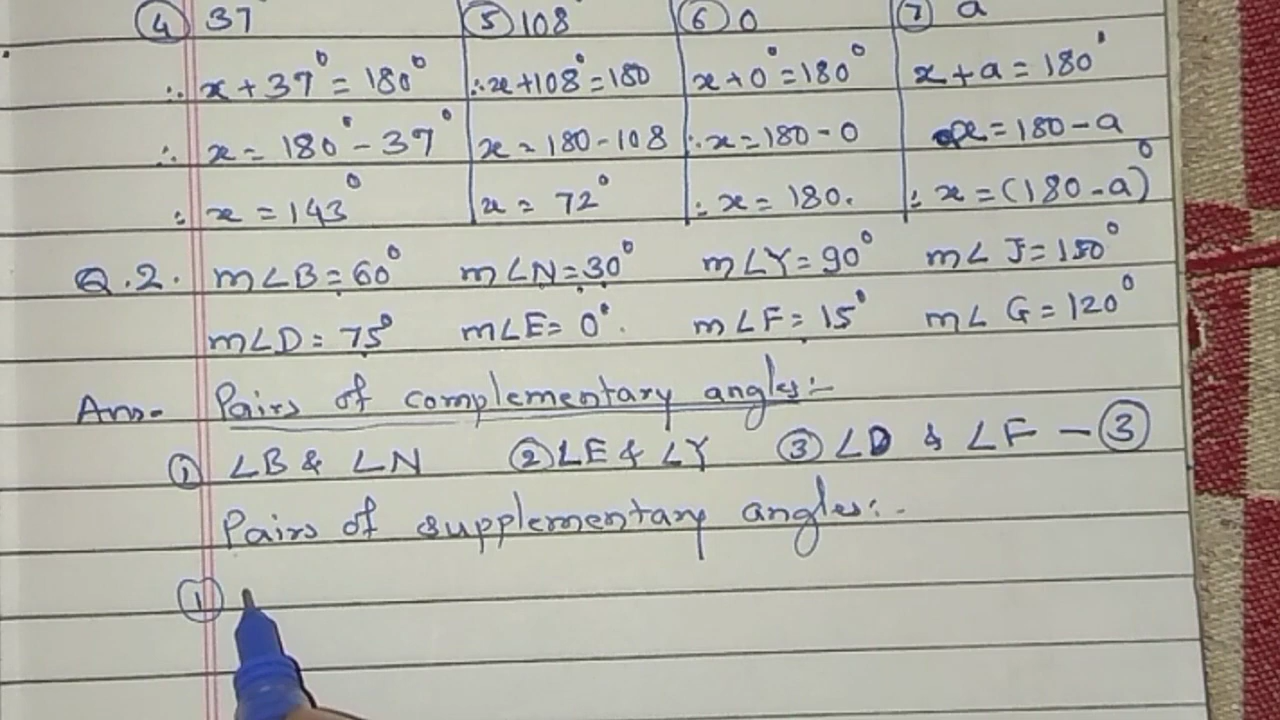 ④ 37° ⑤ 108° ⑥ 0 ⑦ a
∴ x + 37° = 180° ∴ x + 108° = 180 x + 0° = 180° x + a = 180°
∴ x = 180° - 37° x = 180 - 108 ∴ x = 180 - 0 x = 180 - a
∴ x = 143° x = 72° ∴ x = 180. ∴ x = (180 - a)°
Q.2. m∠B = 60° m∠N = 30° m∠Y = 90° m∠J = 150°
m∠D = 75° m∠E = 0°. m∠F = 15° m∠G = 120°
Ans- Pairs of complementary angles:-
① ∠B & ∠N ② ∠E & ∠Y ③ ∠D & ∠F - ③
Pairs of supplementary angles:-
①